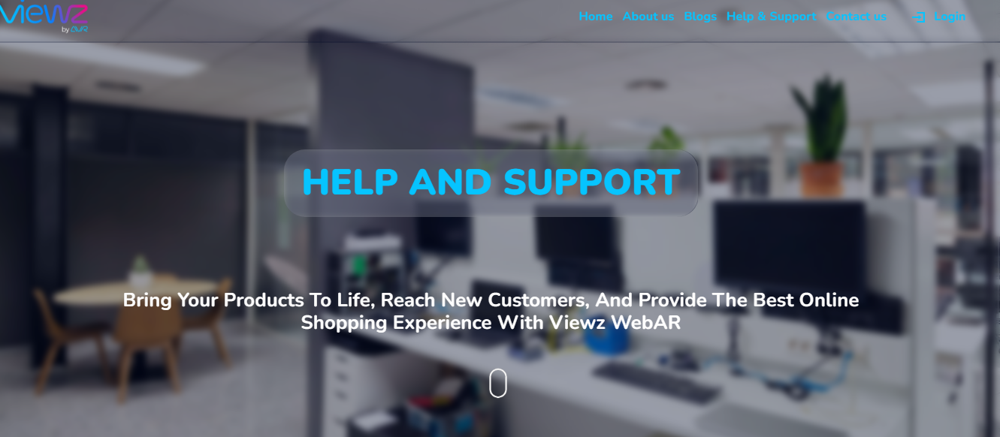 viewz
by AVR
Home About us Blogs Help & Support Contact us Login
HELP AND SUPPORT
Bring Your Products To Life, Reach New Customers, And Provide The Best Online
Shopping Experience With Viewz WebAR